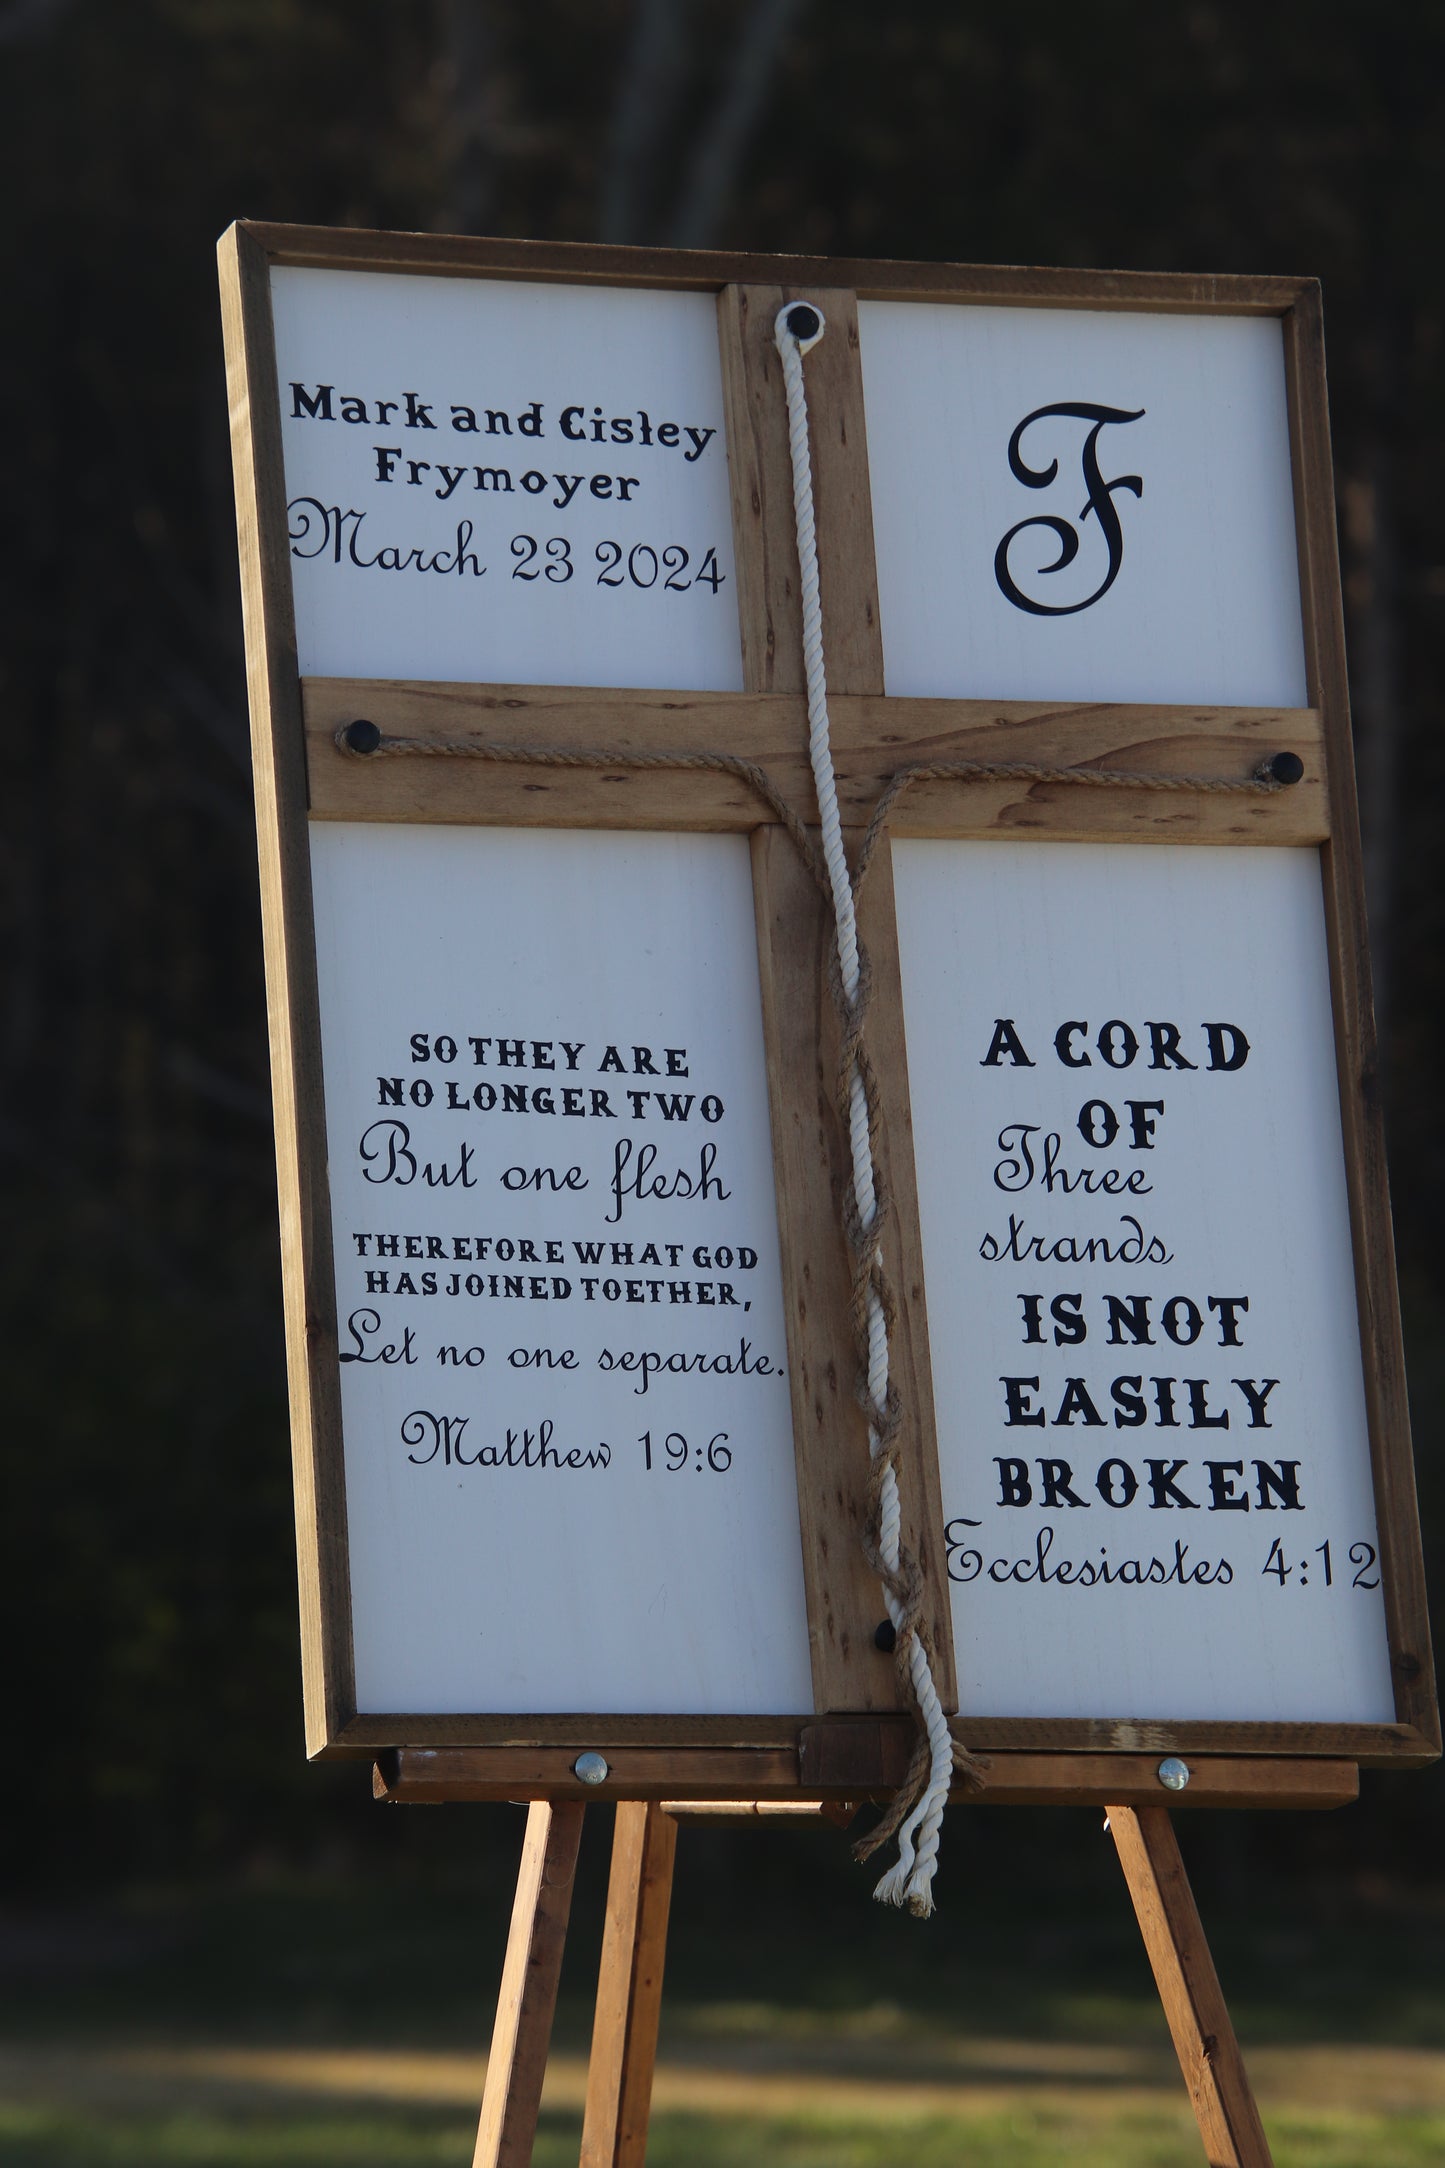 Mark and Cisley
Frymoyer
March 23 2024
F
SO THEY ARE
NO LONGER TWO
But one flesh
THEREFORE WHAT GOD
HAS JOINED TOETHER,
Let no one separate.
Matthew 19:6
A CORD
OF
Three
strands
IS NOT
EASILY
BROKEN
Ecclesiastes 4:12